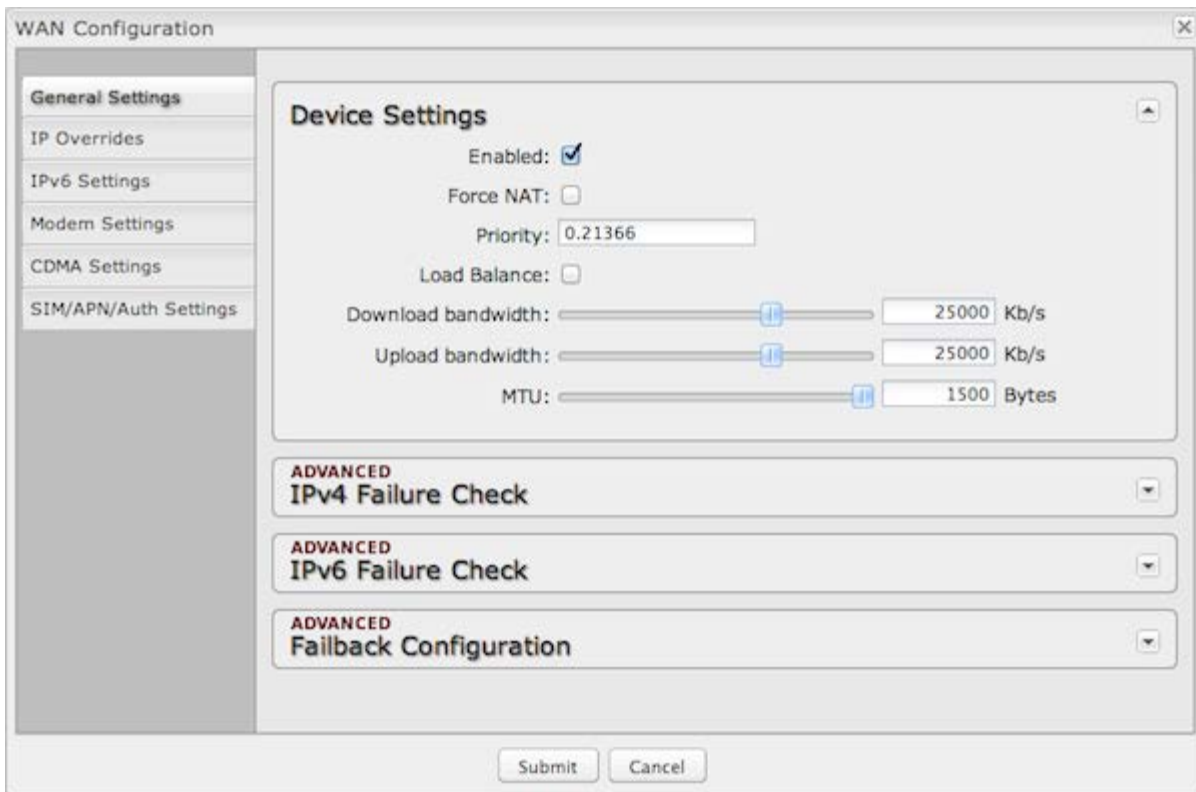 WAN Configuration
General Settings
IP Overrides
IPv6 Settings
Modem Settings
CDMA Settings
SIM/APN/Auth Settings
Device Settings
Enabled:
Force NAT:
Priority: 0.21366
Load Balance:
Download bandwidth: 25000 Kb/s
Upload bandwidth: 25000 Kb/s
MTU: 1500 Bytes
ADVANCED
IPv4 Failure Check
ADVANCED
IPv6 Failure Check
ADVANCED
Failback Configuration
Submit Cancel